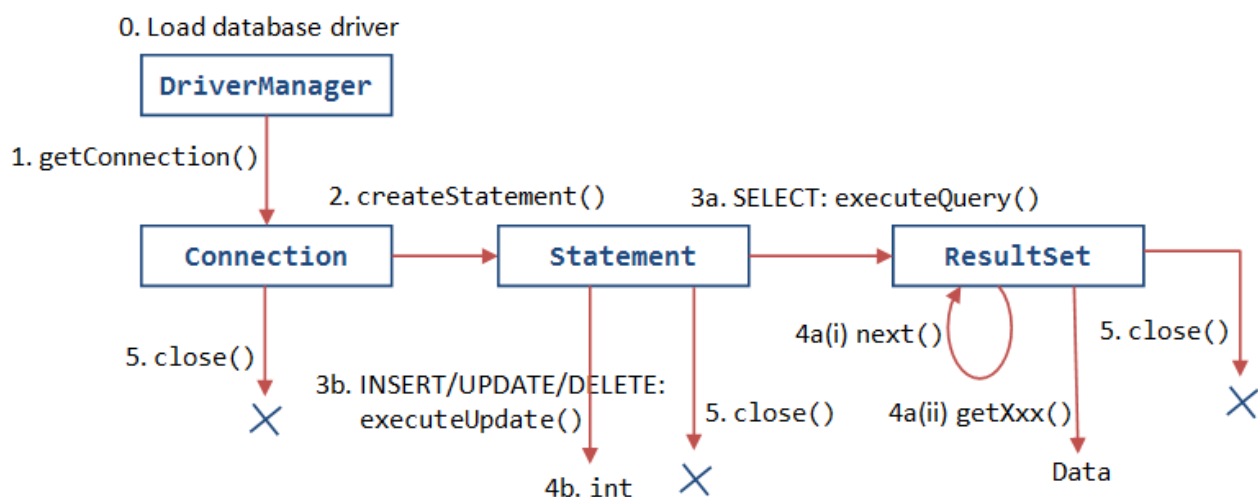 0. Load database driver
DriverManager
1. getConnection()
2. createStatement()
3a. SELECT: executeQuery()
Connection
Statement
ResultSet
4a(i) next()
5. close()
5. close()
3b. INSERT/UPDATE/DELETE:
executeUpdate()
5. close()
4a(ii) getXxx()
4b. int
Data